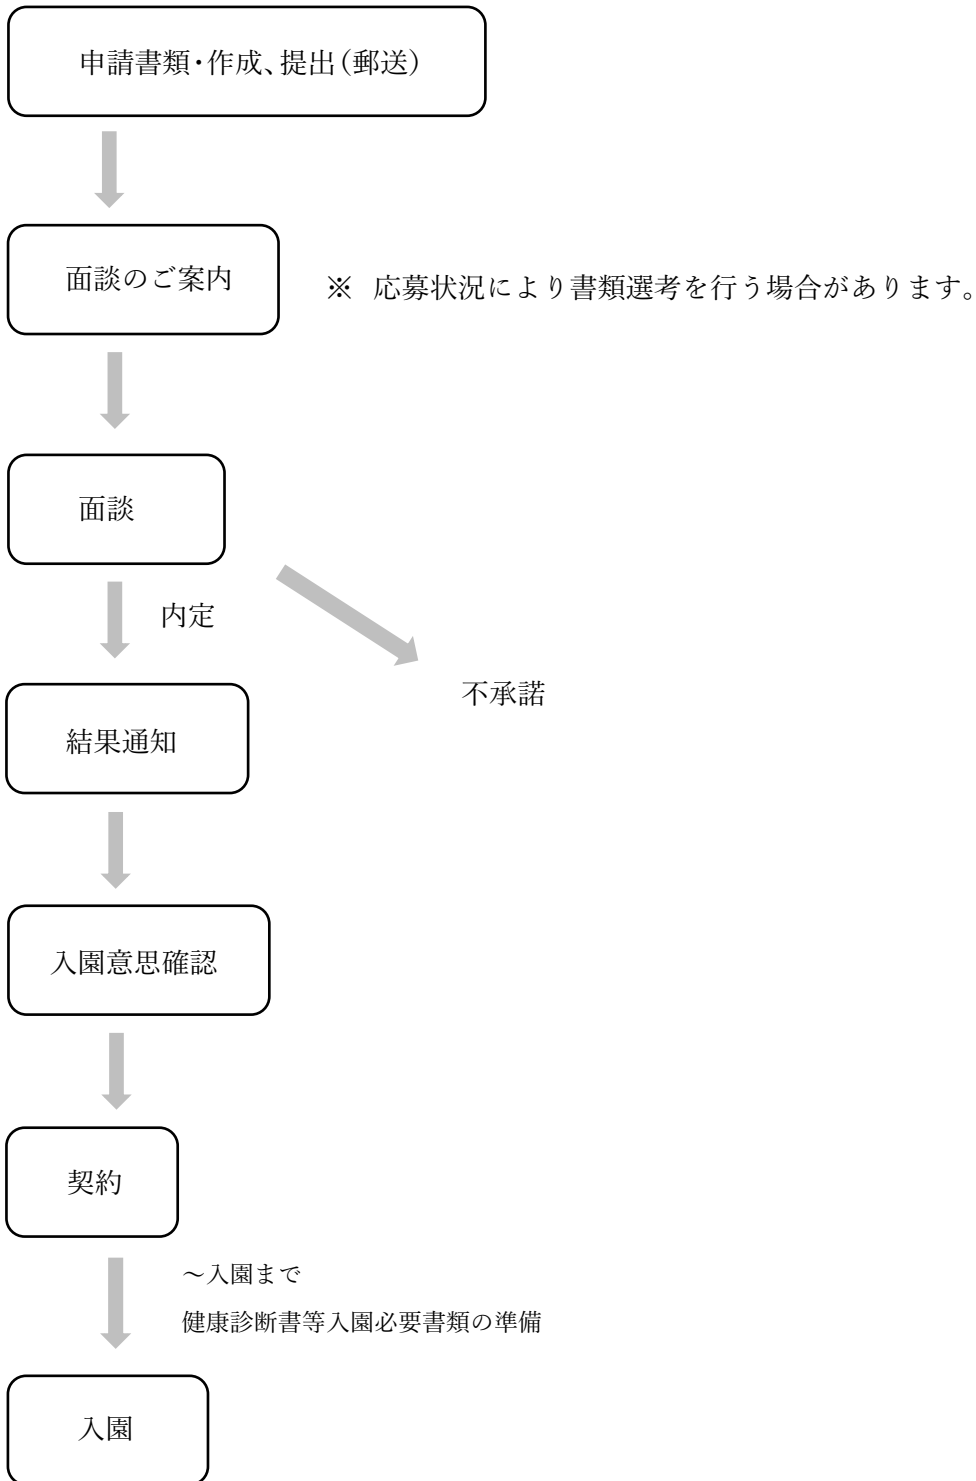 申請書類・作成、提出（郵送）
面談のご案内
※ 応募状況により書類選考を行う場合があります。
面談
内定
不承諾
結果通知
入園意思確認
契約
～入園まで
健康診断書等入園必要書類の準備
入園